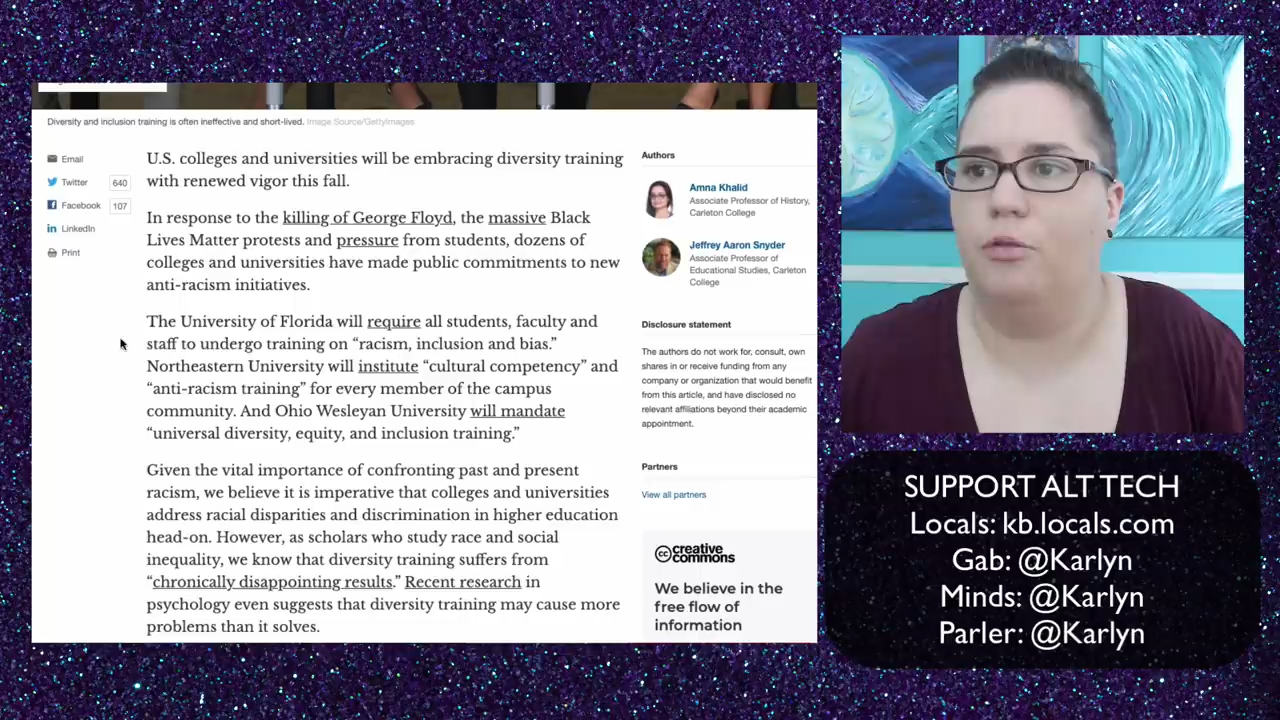 Diversity and inclusion training is often ineffective and short-lived. Image Source/GettyImages
Email
Twitter 640
Facebook 107
LinkedIn
Print
U.S. colleges and universities will be embracing diversity training
with renewed vigor this fall.
In response to the killing of George Floyd, the massive Black
Lives Matter protests and pressure from students, dozens of
colleges and universities have made public commitments to new
anti-racism initiatives.
The University of Florida will require all students, faculty and
staff to undergo training on “racism, inclusion and bias.”
Northeastern University will institute “cultural competency” and
“anti-racism training” for every member of the campus
community. And Ohio Wesleyan University will mandate
“universal diversity, equity, and inclusion training.”
Given the vital importance of confronting past and present
racism, we believe it is imperative that colleges and universities
address racial disparities and discrimination in higher education
head-on. However, as scholars who study race and social
inequality, we know that diversity training suffers from
“chronically disappointing results.” Recent research in
psychology even suggests that diversity training may cause more
problems than it solves.
Authors
Amna Khalid
Associate Professor of History,
Carleton College
Jeffrey Aaron Snyder
Associate Professor of
Educational Studies, Carleton
College
Disclosure statement
The authors do not work for, consult, own
shares in or receive funding from any
company or organization that would benefit
from this article, and have disclosed no
relevant affiliations beyond their academic
appointment.
Partners
View all partners
cc creative
commons
We believe in the
free flow of
information
SUPPORT ALT TECH
Locals: kb.locals.com
Gab: @Karlyn
Minds: @Karlyn
Parler: @Karlyn